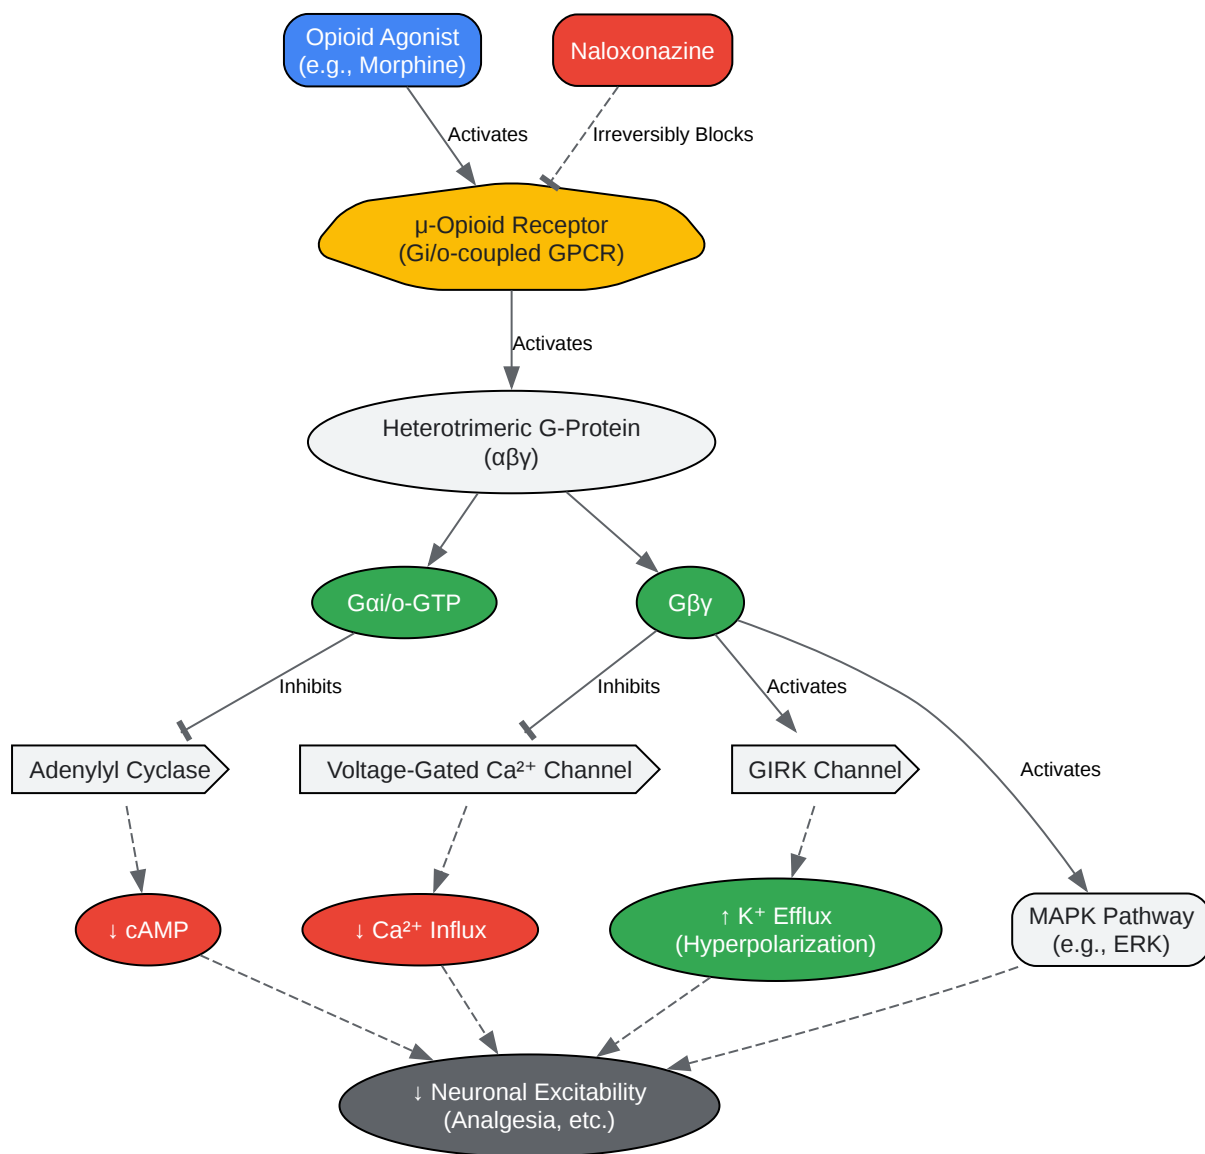 Opioid Agonist
(e.g., Morphine)
Naloxonazine
Activates
Irreversibly Blocks
μ-Opioid Receptor
(Gi/o-coupled GPCR)
Activates
Heterotrimeric G-Protein
(αβγ)
Gαi/o-GTP
Gβγ
Inhibits
Inhibits
Activates
Adenylyl Cyclase
Voltage-Gated Ca²⁺ Channel
GIRK Channel
Activates
↓ cAMP
↓ Ca²⁺ Influx
↑ K⁺ Efflux
(Hyperpolarization)
MAPK Pathway
(e.g., ERK)
↓ Neuronal Excitability
(Analgesia, etc.)